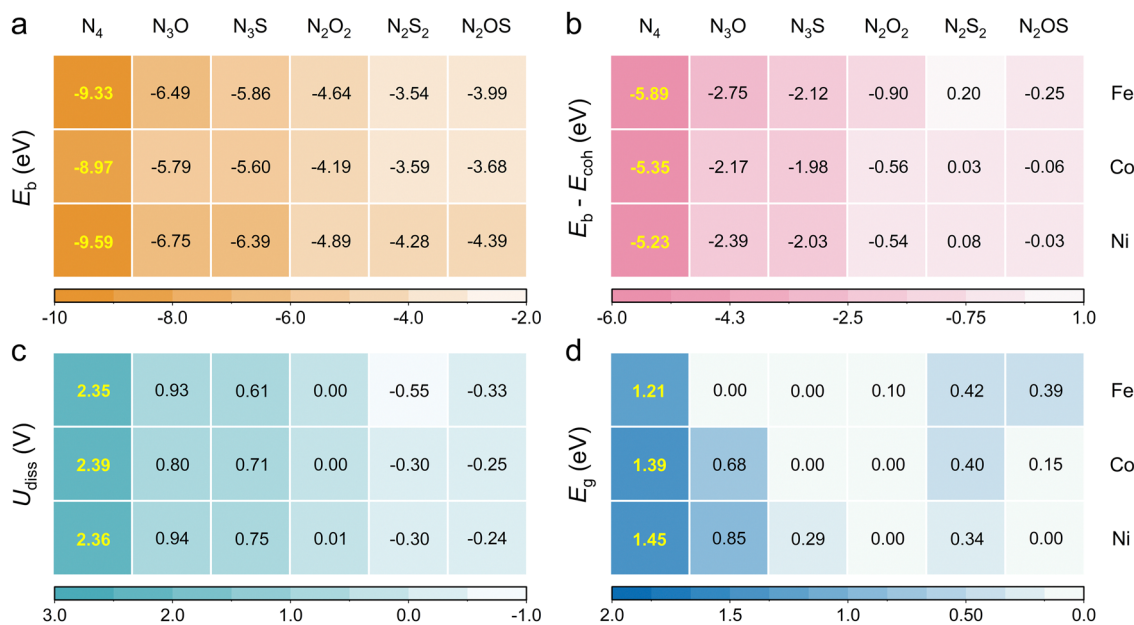 a N₄ N₃O N₃S N₂O₂ N₂S₂ N₂OS
E_b (eV)
-9.33 -6.49 -5.86 -4.64 -3.54 -3.99
-8.97 -5.79 -5.60 -4.19 -3.59 -3.68
-9.59 -6.75 -6.39 -4.89 -4.28 -4.39
-10 -8.0 -6.0 -4.0 -2.0
b N₄ N₃O N₃S N₂O₂ N₂S₂ N₂OS
E_b - E_coh (eV)
-5.89 -2.75 -2.12 -0.90 0.20 -0.25 Fe
-5.35 -2.17 -1.98 -0.56 0.03 -0.06 Co
-5.23 -2.39 -2.03 -0.54 0.08 -0.03 Ni
-6.0 -4.3 -2.5 -0.75 1.0
c
U_diss (V)
2.35 0.93 0.61 0.00 -0.55 -0.33
2.39 0.80 0.71 0.00 -0.30 -0.25
2.36 0.94 0.75 0.01 -0.30 -0.24
3.0 2.0 1.0 0.0 -1.0
d
E_g (eV)
1.21 0.00 0.00 0.10 0.42 0.39 Fe
1.39 0.68 0.00 0.00 0.40 0.15 Co
1.45 0.85 0.29 0.00 0.34 0.00 Ni
2.0 1.5 1.0 0.50 0.0